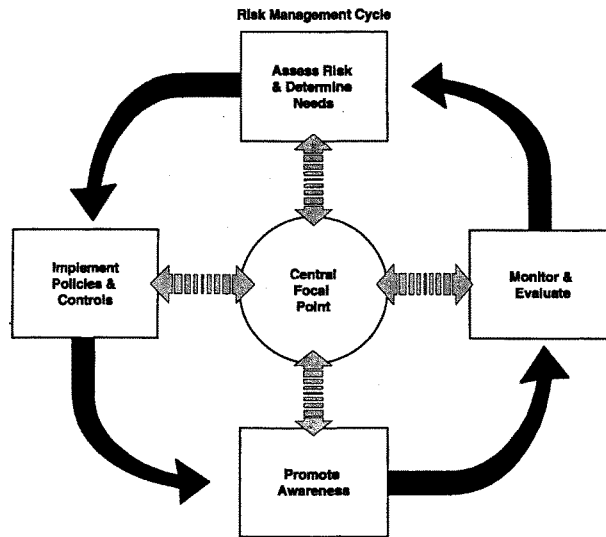 Risk Management Cycle
Assess Risk
& Determine
Needs
Implement
Policies &
Controls
Central
Focal
Point
Monitor &
Evaluate
Promote
Awareness